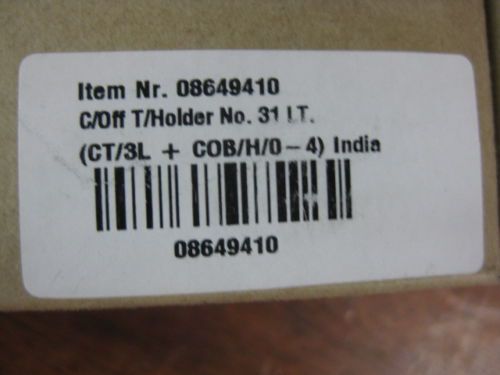 Item Nr. 08649410
C/Off T/Holder No. 31 I.T.
(CT/3L + COB/H/0-4) India
08649410